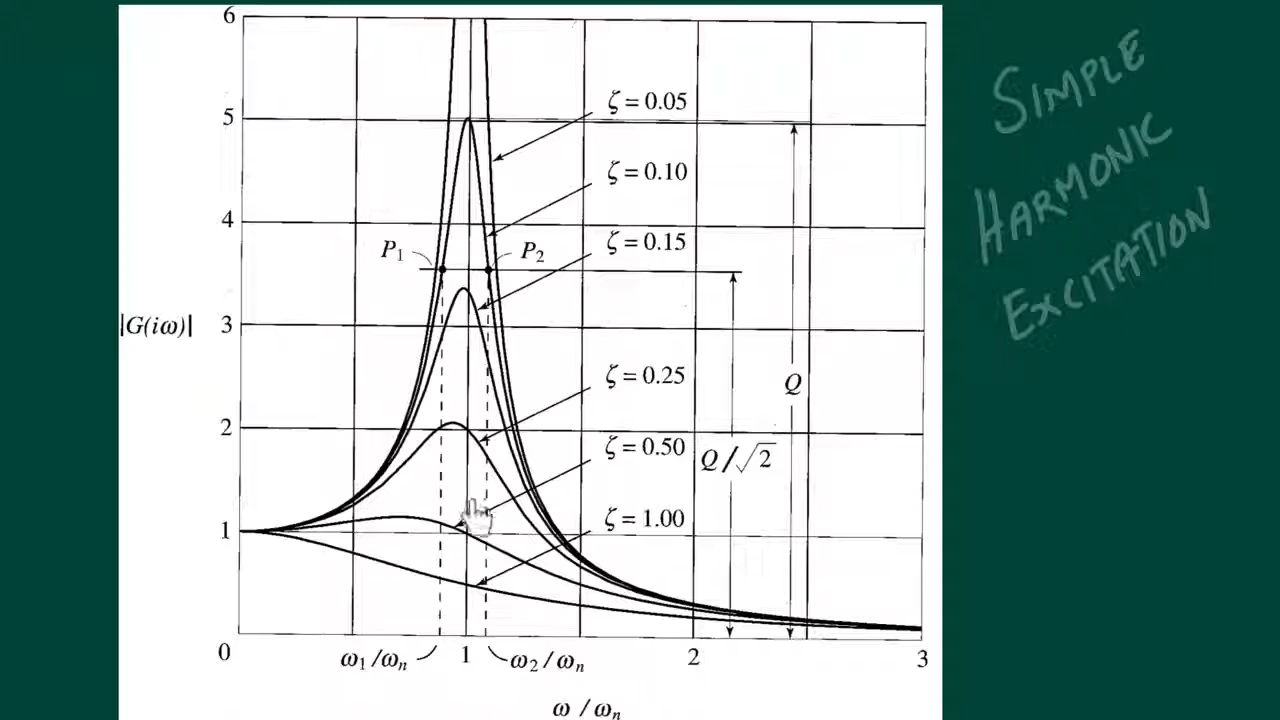 6
5
4
3
2
1
0
|G(iω)|
ζ = 0.05
ζ = 0.10
ζ = 0.15
ζ = 0.25
ζ = 0.50
ζ = 1.00
P₁
P₂
Q
Q/√2
ω₁/ωₙ
1
ω₂/ωₙ
2
3
ω/ωₙ
SIMPLE
HARMONIC
EXCITATION